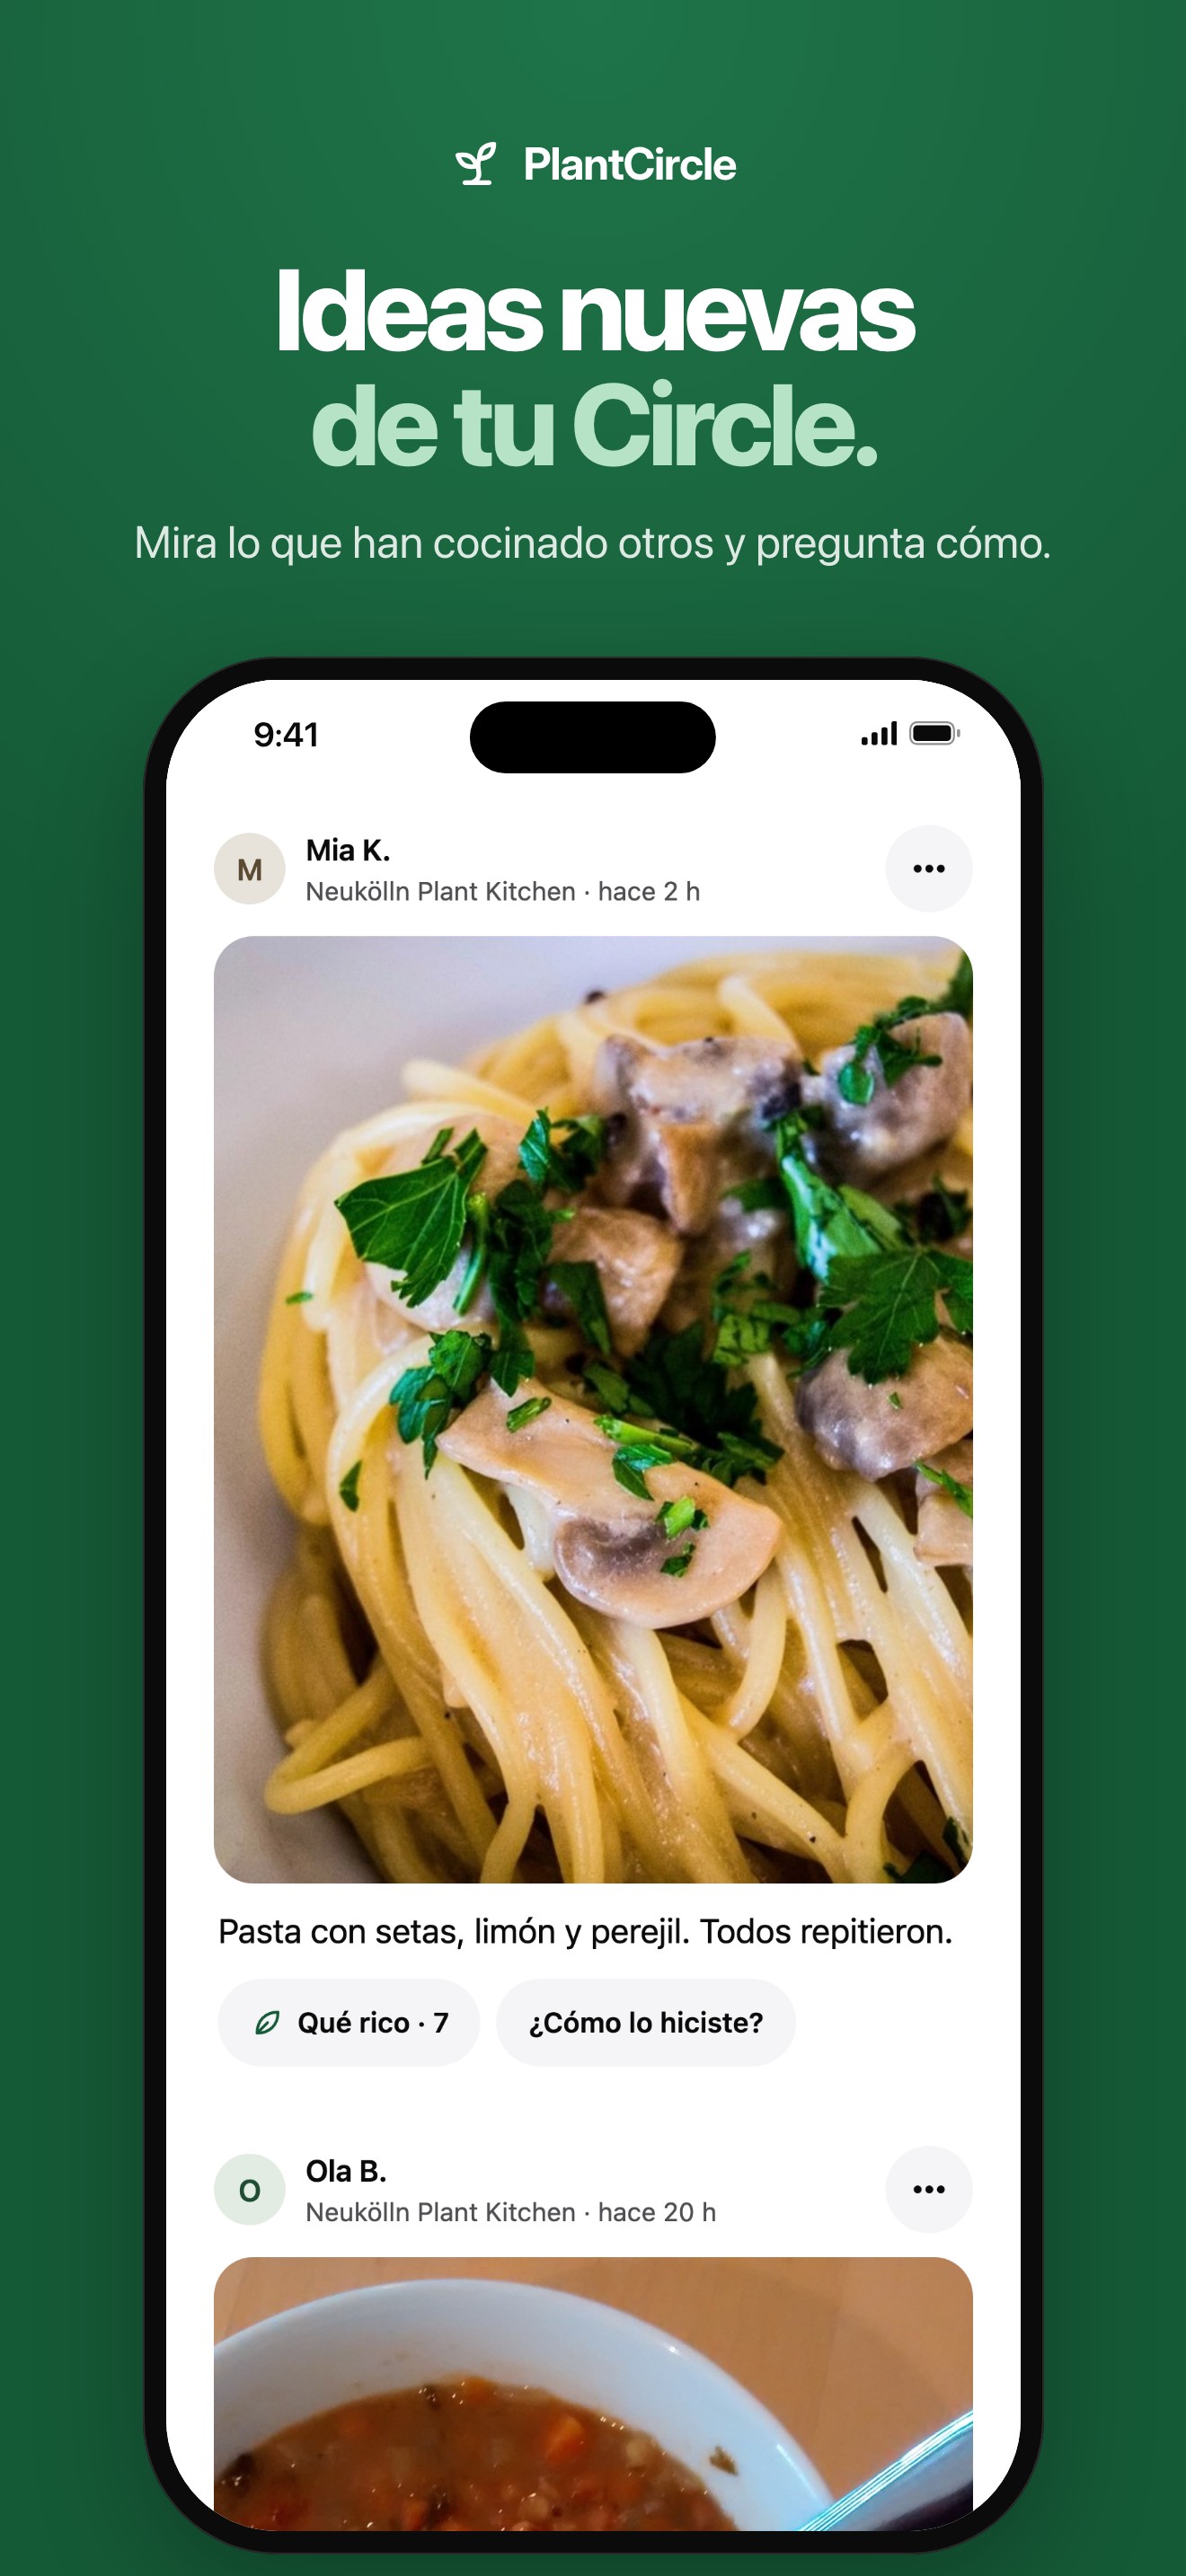 PlantCircle
Ideas nuevas
de tu Circle.
Mira lo que han cocinado otros y pregunta cómo.
9:41
M
Mia K.
Neukölln Plant Kitchen · hace 2 h
Pasta con setas, limón y perejil. Todos repitieron.
Qué rico · 7
¿Cómo lo hiciste?
O
Ola B.
Neukölln Plant Kitchen · hace 20 h